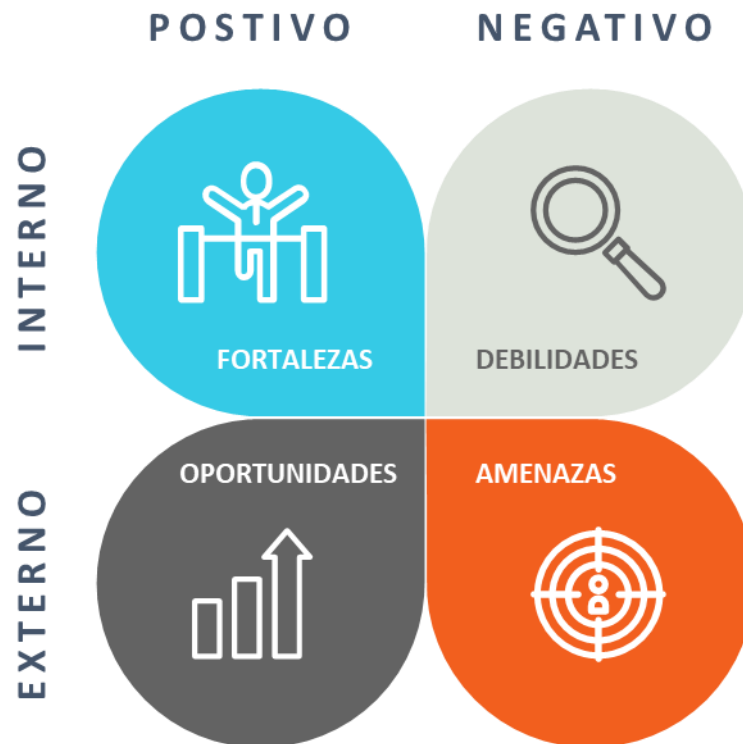 POSTIVO
NEGATIVO
INTERNO
FORTALEZAS
DEBILIDADES
EXTERNO
OPORTUNIDADES
AMENAZAS